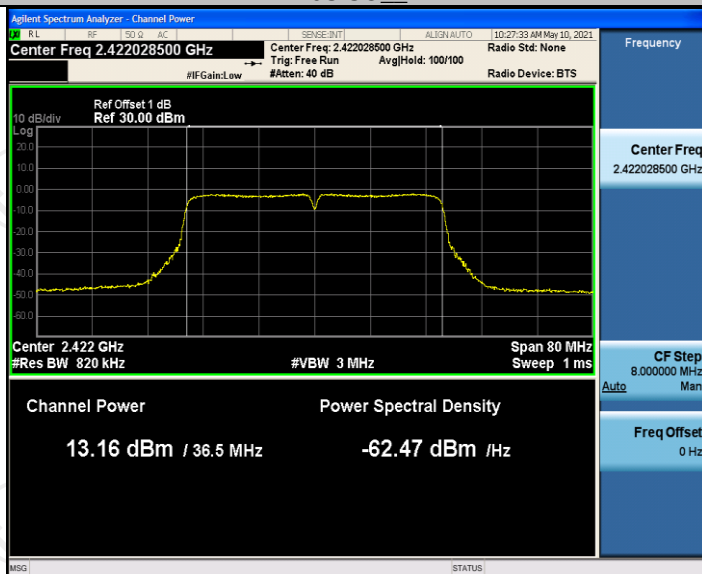 Agilent Spectrum Analyzer - Channel Power
LXI RL RF 50 Ω AC SENSE:INT ALIGN AUTO 10:27:33 AM May 10, 2021
Center Freq 2.422028500 GHz Center Freq: 2.422028500 GHz Radio Std: None
Trig: Free Run Avg|Hold: 100/100
#IFGain:Low #Atten: 40 dB Radio Device: BTS
Frequency
Ref Offset 1 dB
10 dB/div Ref 30.00 dBm
Log
20.0
10.0
0.00
-10.0
-20.0
-30.0
-40.0
-50.0
-60.0
Center 2.422 GHz Span 80 MHz
#Res BW 820 kHz #VBW 3 MHz Sweep 1 ms
Channel Power Power Spectral Density
13.16 dBm / 36.5 MHz -62.47 dBm /Hz
Center Freq
2.422028500 GHz
CF Step
8.000000 MHz
Auto Man
Freq Offset
0 Hz
MSG STATUS